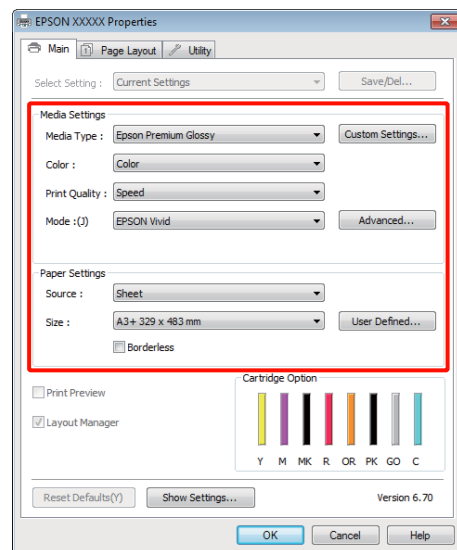 EPSON XXXXX Properties
Main Page Layout Utility
Select Setting : Current Settings Save/Del...
Media Settings
Media Type : Epson Premium Glossy Custom Settings...
Color : Color
Print Quality : Speed
Mode :(J) EPSON Vivid Advanced...
Paper Settings
Source : Sheet
Size : A3+ 329 x 483 mm User Defined...
Borderless
Print Preview
Layout Manager
Cartridge Option
Y M MK R OR PK GO C
Reset Defaults(Y) Show Settings... Version 6.70
OK Cancel Help